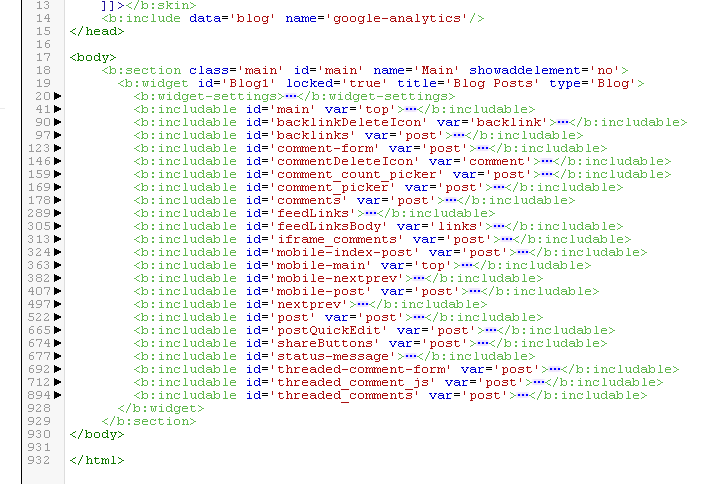 13 ]]></b:skin>
14 <b:include data='blog' name='google-analytics'/>
15 </head>
16
17 <body>
18 <b:section class='main' id='main' name='Main' showaddelement='no'>
19 <b:widget id='Blog1' locked='true' title='Blog Posts' type='Blog'>
20 <b:widget-settings>…</b:widget-settings>
41 <b:includable id='main' var='top'>…</b:includable>
90 <b:includable id='backlinkDeleteIcon' var='backlink'>…</b:includable>
97 <b:includable id='backlinks' var='post'>…</b:includable>
123 <b:includable id='comment-form' var='post'>…</b:includable>
146 <b:includable id='commentDeleteIcon' var='comment'>…</b:includable>
159 <b:includable id='comment_count_picker' var='post'>…</b:includable>
169 <b:includable id='comment_picker' var='post'>…</b:includable>
178 <b:includable id='comments' var='post'>…</b:includable>
289 <b:includable id='feedLinks'>…</b:includable>
305 <b:includable id='feedLinksBody' var='links'>…</b:includable>
313 <b:includable id='iframe_comments' var='post'>…</b:includable>
324 <b:includable id='mobile-index-post' var='post'>…</b:includable>
363 <b:includable id='mobile-main' var='top'>…</b:includable>
382 <b:includable id='mobile-nextprev'>…</b:includable>
407 <b:includable id='mobile-post' var='post'>…</b:includable>
497 <b:includable id='nextprev'>…</b:includable>
522 <b:includable id='post' var='post'>…</b:includable>
665 <b:includable id='postQuickEdit' var='post'>…</b:includable>
674 <b:includable id='shareButtons' var='post'>…</b:includable>
677 <b:includable id='status-message'>…</b:includable>
692 <b:includable id='threaded-comment-form' var='post'>…</b:includable>
712 <b:includable id='threaded_comment_js' var='post'>…</b:includable>
894 <b:includable id='threaded_comments' var='post'>…</b:includable>
928 </b:widget>
929 </b:section>
930 </body>
931
932 </html>